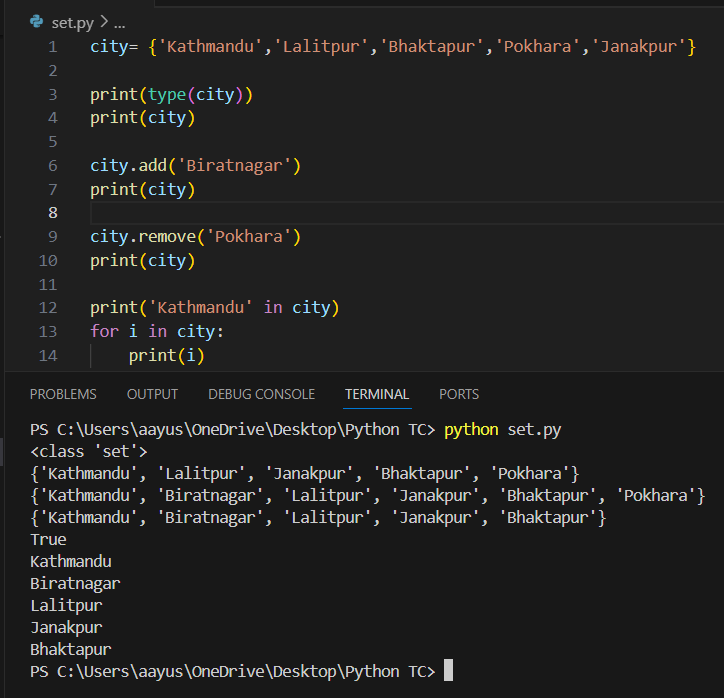 set.py > ...
1 city= {'Kathmandu','Lalitpur','Bhaktapur','Pokhara','Janakpur'}
2
3 print(type(city))
4 print(city)
5
6 city.add('Biratnagar')
7 print(city)
8
9 city.remove('Pokhara')
10 print(city)
11
12 print('Kathmandu' in city)
13 for i in city:
14     print(i)
PROBLEMS OUTPUT DEBUG CONSOLE TERMINAL PORTS
PS C:\Users\aayus\OneDrive\Desktop\Python TC> python set.py
<class 'set'>
{'Kathmandu', 'Lalitpur', 'Janakpur', 'Bhaktapur', 'Pokhara'}
{'Kathmandu', 'Biratnagar', 'Lalitpur', 'Janakpur', 'Bhaktapur', 'Pokhara'}
{'Kathmandu', 'Biratnagar', 'Lalitpur', 'Janakpur', 'Bhaktapur'}
True
Kathmandu
Biratnagar
Lalitpur
Janakpur
Bhaktapur
PS C:\Users\aayus\OneDrive\Desktop\Python TC>